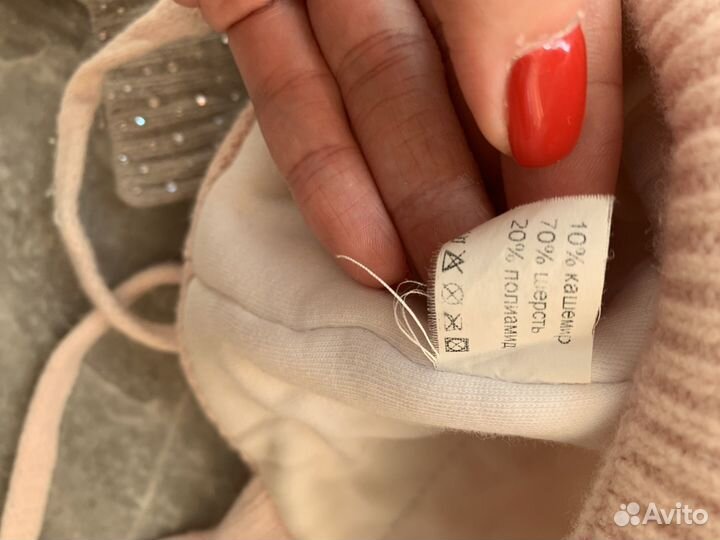 10% кашемир
70% шерсть
20% полиамид
Avito